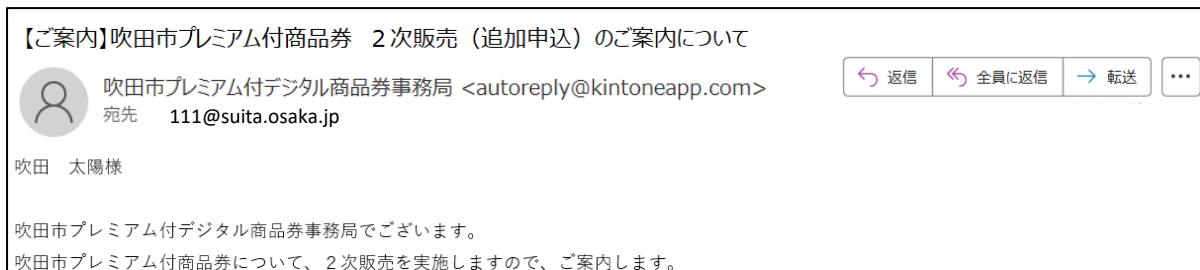 【ご案内】吹田市プレミアム付商品券 2次販売（追加申込）のご案内について
吹田市プレミアム付デジタル商品券事務局 <autoreply@kintoneapp.com>
返信 全員に返信 転送
宛先 111@suita.osaka.jp
吹田 太陽様
吹田市プレミアム付デジタル商品券事務局でございます。
吹田市プレミアム付商品券について、２次販売を実施しますので、ご案内します。